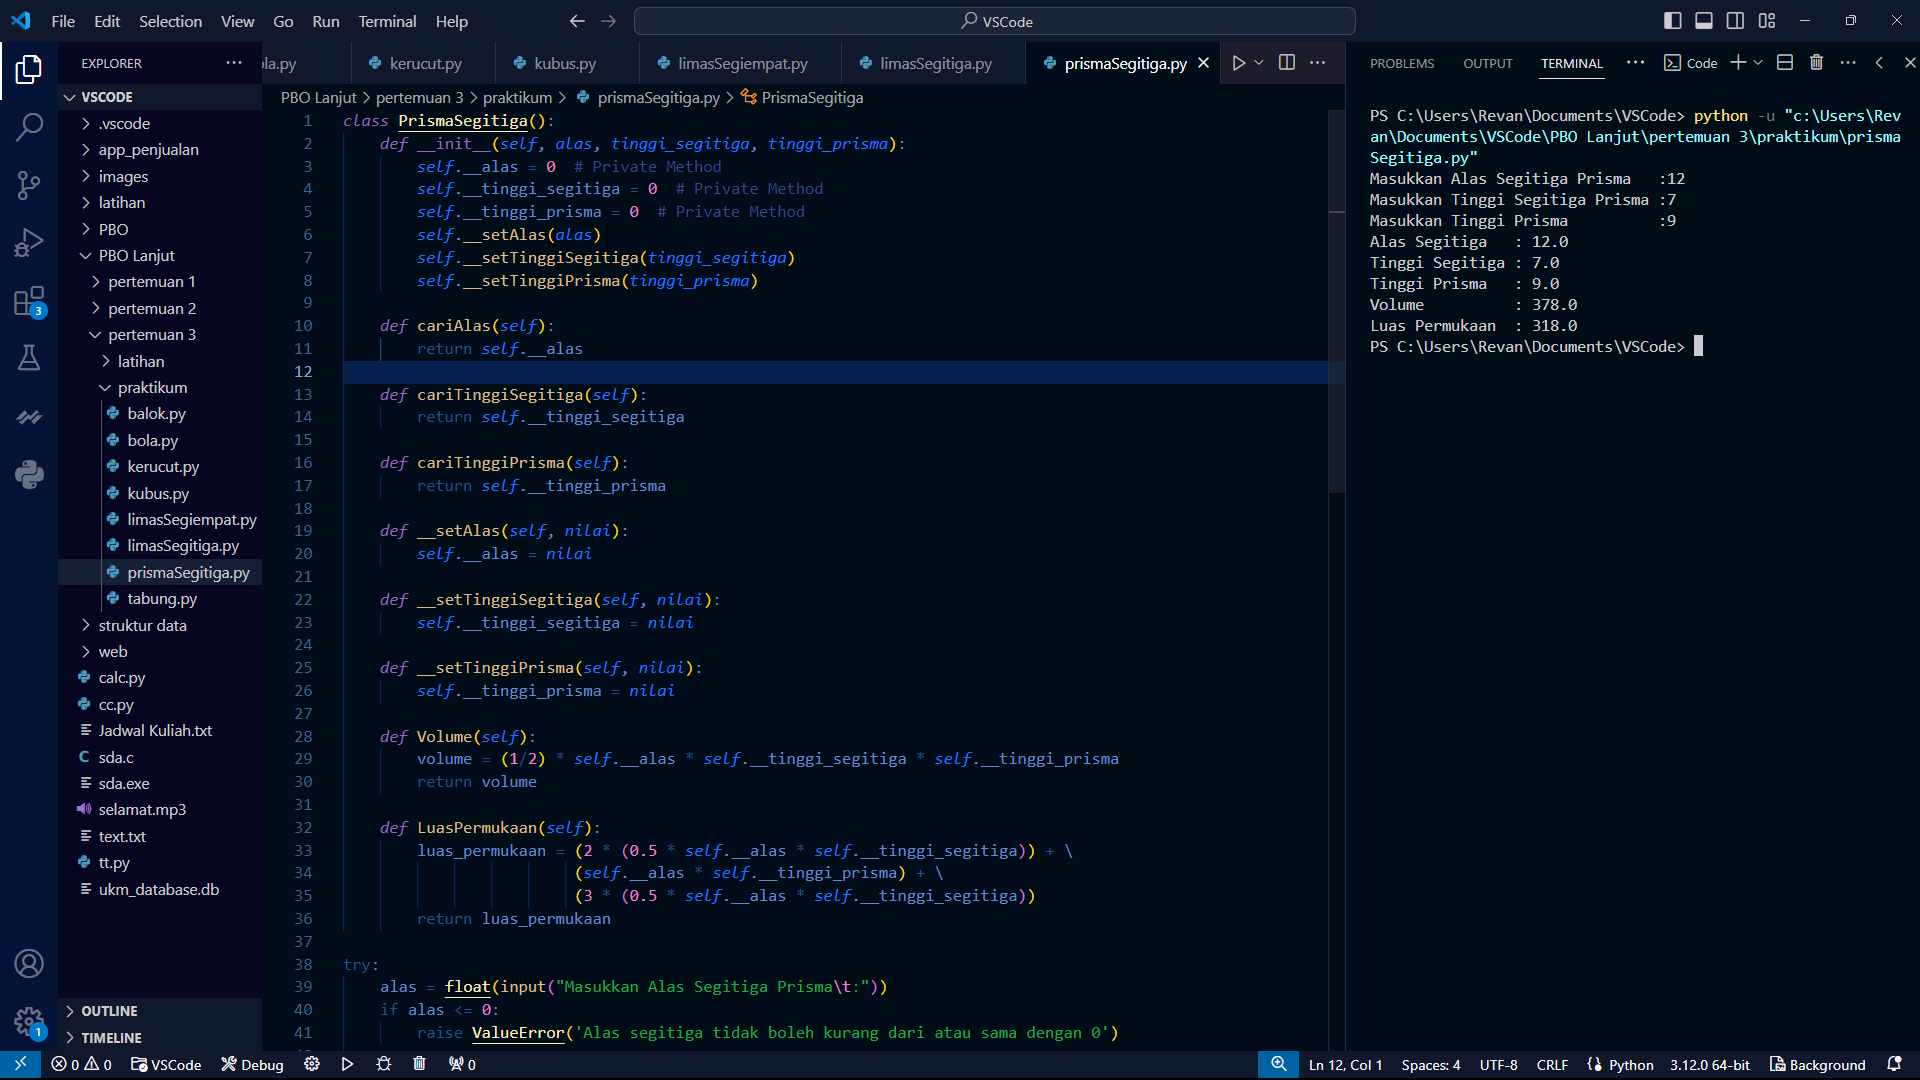 File Edit Selection View Go Run Terminal Help
VSCode
EXPLORER
VSCODE
.vscode
app_penjualan
images
latihan
PBO
PBO Lanjut
pertemuan 1
pertemuan 2
pertemuan 3
latihan
praktikum
balok.py
bola.py
kerucut.py
kubus.py
limasSegiempat.py
limasSegitiga.py
prismaSegitiga.py
tabung.py
struktur data
web
calc.py
cc.py
Jadwal Kuliah.txt
C sda.c
sda.exe
selamat.mp3
text.txt
tt.py
ukm_database.db
OUTLINE
TIMELINE
3
1
la.py kerucut.py kubus.py limasSegiempat.py limasSegitiga.py prismaSegitiga.py
PBO Lanjut > pertemuan 3 > praktikum > prismaSegitiga.py > PrismaSegitiga
1 class PrismaSegitiga():
2     def __init__(self, alas, tinggi_segitiga, tinggi_prisma):
3         self.__alas = 0  # Private Method
4         self.__tinggi_segitiga = 0  # Private Method
5         self.__tinggi_prisma = 0  # Private Method
6         self.__setAlas(alas)
7         self.__setTinggiSegitiga(tinggi_segitiga)
8         self.__setTinggiPrisma(tinggi_prisma)
9
10     def cariAlas(self):
11         return self.__alas
12
13     def cariTinggiSegitiga(self):
14         return self.__tinggi_segitiga
15
16     def cariTinggiPrisma(self):
17         return self.__tinggi_prisma
18
19     def __setAlas(self, nilai):
20         self.__alas = nilai
21
22     def __setTinggiSegitiga(self, nilai):
23         self.__tinggi_segitiga = nilai
24
25     def __setTinggiPrisma(self, nilai):
26         self.__tinggi_prisma = nilai
27
28     def Volume(self):
29         volume = (1/2) * self.__alas * self.__tinggi_segitiga * self.__tinggi_prisma
30         return volume
31
32     def LuasPermukaan(self):
33         luas_permukaan = (2 * (0.5 * self.__alas * self.__tinggi_segitiga)) + \
34                          (self.__alas * self.__tinggi_prisma) + \
35                          (3 * (0.5 * self.__alas * self.__tinggi_segitiga))
36         return luas_permukaan
37
38 try:
39     alas = float(input("Masukkan Alas Segitiga Prisma\t:"))
40     if alas <= 0:
41         raise ValueError('Alas segitiga tidak boleh kurang dari atau sama dengan 0')
PROBLEMS OUTPUT TERMINAL Code
PS C:\Users\Revan\Documents\VSCode> python -u "c:\Users\Rev
an\Documents\VSCode\PBO Lanjut\pertemuan 3\praktikum\prisma
Segitiga.py"
Masukkan Alas Segitiga Prisma   :12
Masukkan Tinggi Segitiga Prisma :7
Masukkan Tinggi Prisma          :9
Alas Segitiga   : 12.0
Tinggi Segitiga : 7.0
Tinggi Prisma   : 9.0
Volume          : 378.0
Luas Permukaan  : 318.0
PS C:\Users\Revan\Documents\VSCode>
0 0 VSCode Debug 0
Ln 12, Col 1 Spaces: 4 UTF-8 CRLF Python 3.12.0 64-bit Background